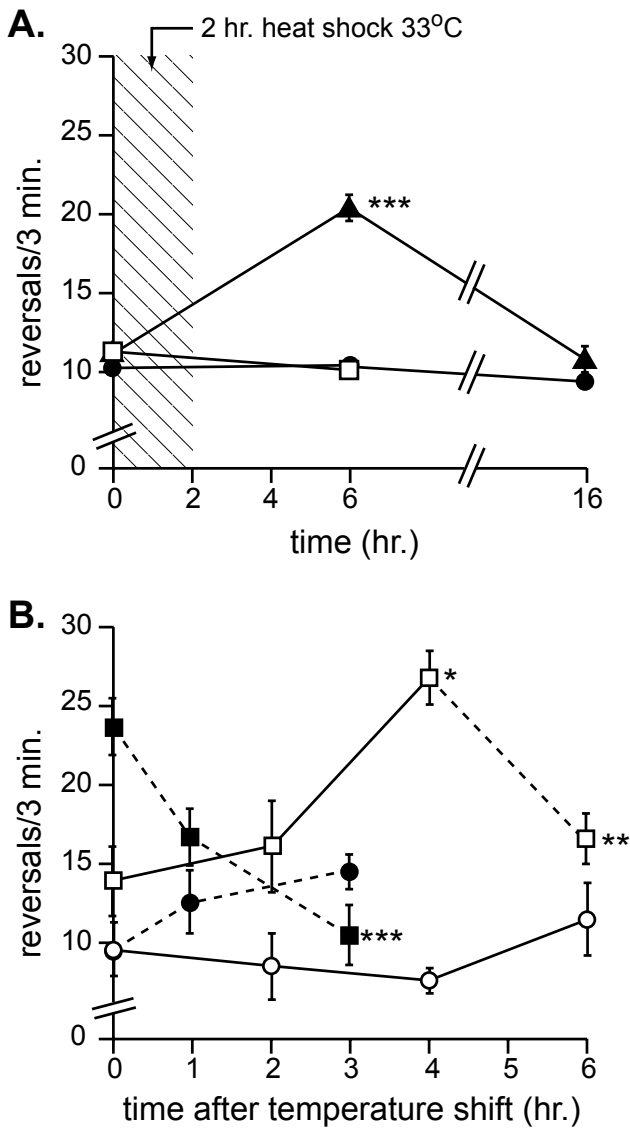 A.
2 hr. heat shock 33°C
30
25
20
15
10
0
reversals/3 min.
***
0 2 4 6 16
time (hr.)
B.
30
25
20
15
10
0
reversals/3 min.
*
**
***
0 1 2 3 4 5 6
time after temperature shift (hr.)